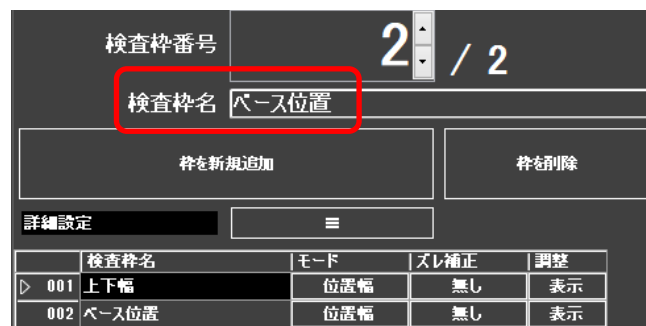 検査枠番号 2 / 2
検査枠名 ベース位置
枠を新規追加 枠を削除
詳細設定 ≡
検査枠名 モード ズレ補正 調整
▷ 001 上下幅 位置幅 無し 表示
002 ベース位置 位置幅 無し 表示